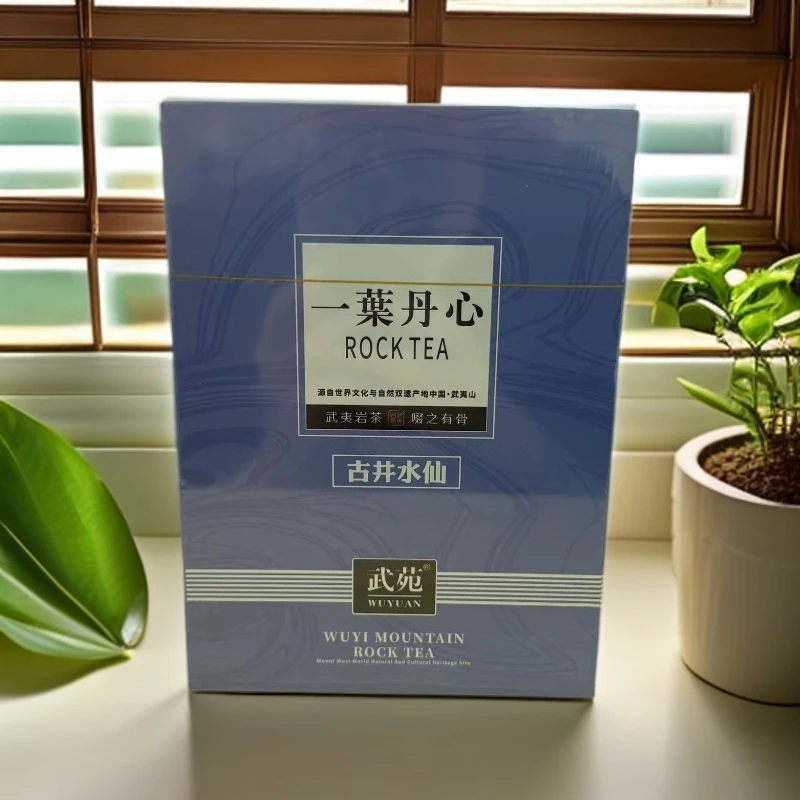 一葉丹心
ROCK TEA
源自世界文化与自然双遗产地中国·武夷山
武夷岩茶 啜之有骨
古井水仙
武苑®
WUYUAN
WUYI MOUNTAIN
ROCK TEA
Mount Wuyi World Natural And Cultural Heritage Site